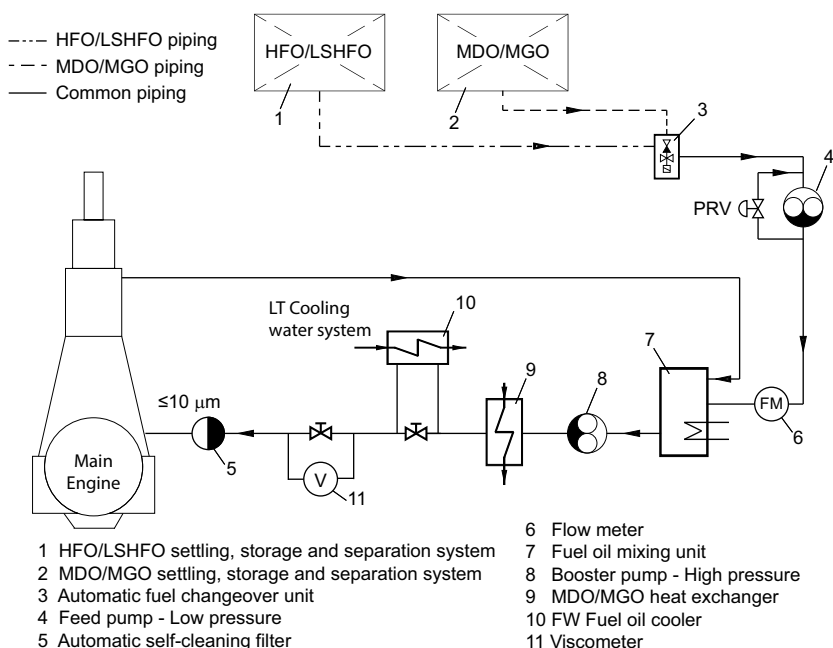 HFO/LSHFO piping
MDO/MGO piping
Common piping
HFO/LSHFO
MDO/MGO
1
2
3
4
PRV
LT Cooling
water system
10
9
8
7
FM
6
≤10 μm
5
V
11
Main
Engine
1 HFO/LSHFO settling, storage and separation system
2 MDO/MGO settling, storage and separation system
3 Automatic fuel changeover unit
4 Feed pump - Low pressure
5 Automatic self-cleaning filter
6 Flow meter
7 Fuel oil mixing unit
8 Booster pump - High pressure
9 MDO/MGO heat exchanger
10 FW Fuel oil cooler
11 Viscometer